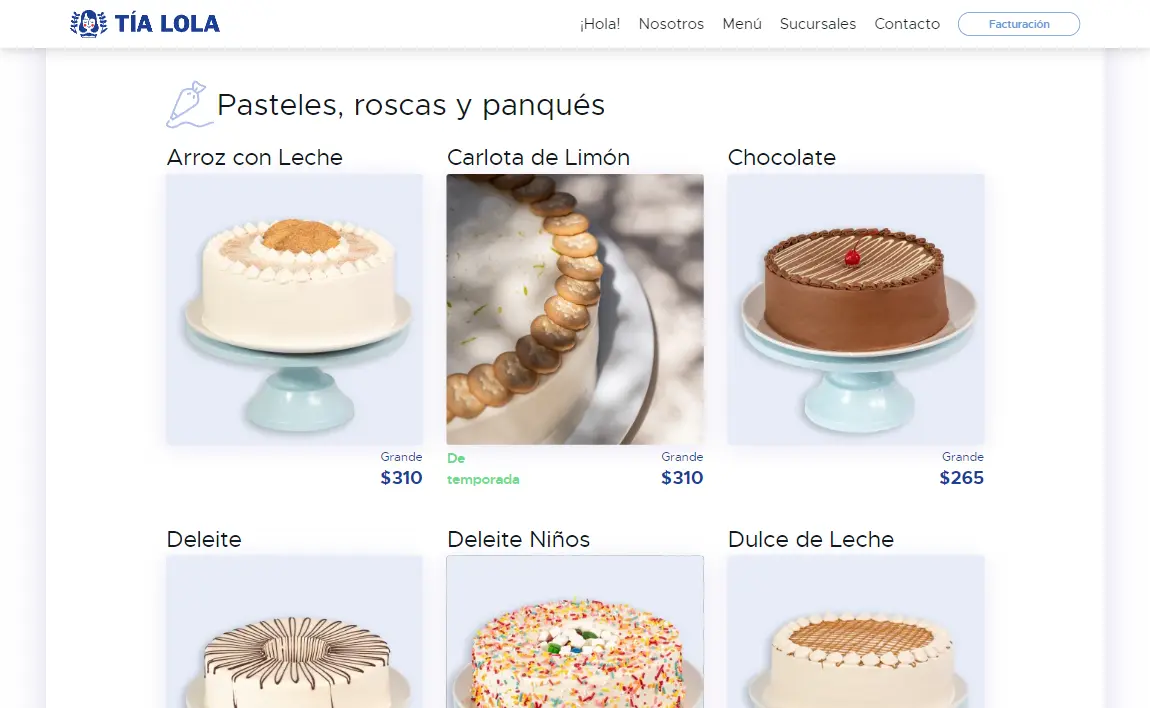 TÍA LOLA
¡Hola! Nosotros Menú Sucursales Contacto Facturación
Pasteles, roscas y panqués
Arroz con Leche
Carlota de Limón
Chocolate
Grande
$310
De
temporada
Grande
$310
Grande
$265
Deleite
Deleite Niños
Dulce de Leche